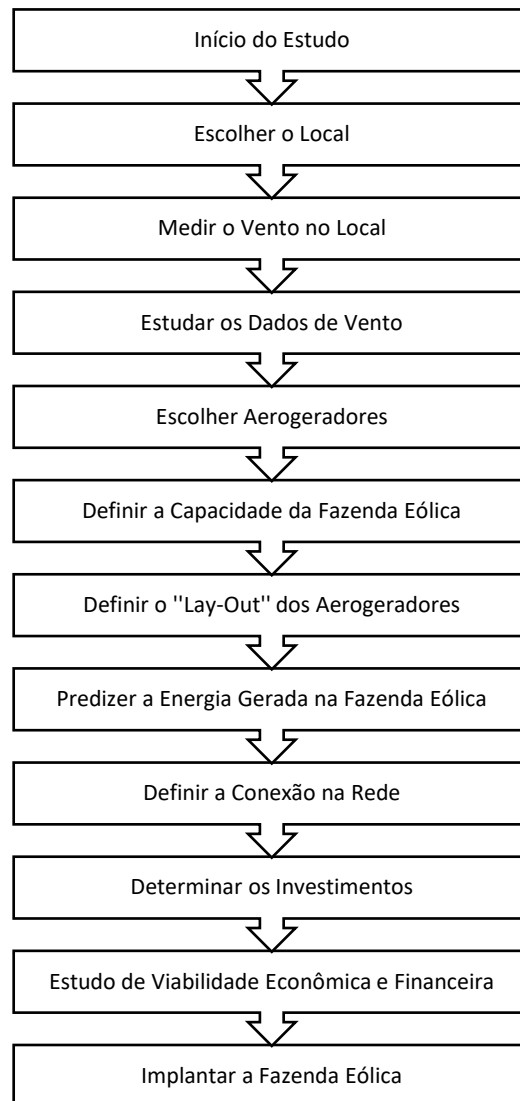 Início do Estudo
Escolher o Local
Medir o Vento no Local
Estudar os Dados de Vento
Escolher Aerogeradores
Definir a Capacidade da Fazenda Eólica
Definir o "Lay-Out" dos Aerogeradores
Predizer a Energia Gerada na Fazenda Eólica
Definir a Conexão na Rede
Determinar os Investimentos
Estudo de Viabilidade Econômica e Financeira
Implantar a Fazenda Eólica